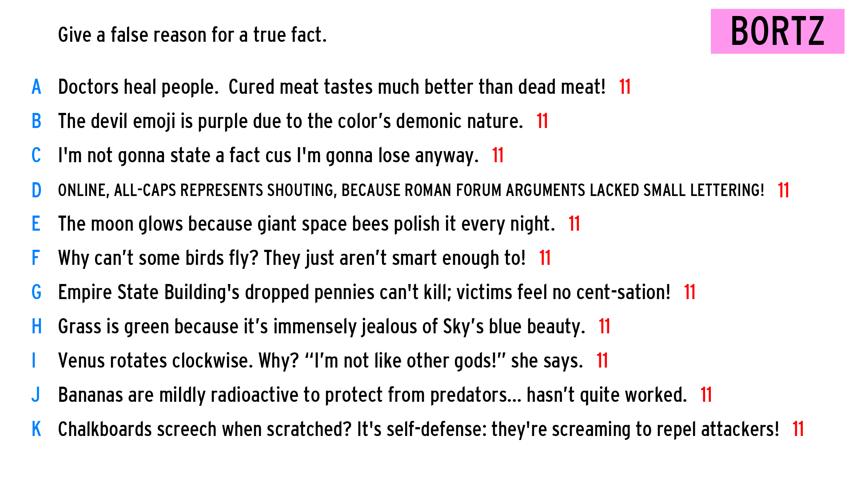 Give a false reason for a true fact.
BORTZ
A Doctors heal people.  Cured meat tastes much better than dead meat! 11
B The devil emoji is purple due to the color’s demonic nature. 11
C I'm not gonna state a fact cus I'm gonna lose anyway. 11
D ONLINE, ALL-CAPS REPRESENTS SHOUTING, BECAUSE ROMAN FORUM ARGUMENTS LACKED SMALL LETTERING! 11
E The moon glows because giant space bees polish it every night. 11
F Why can’t some birds fly? They just aren’t smart enough to! 11
G Empire State Building's dropped pennies can't kill; victims feel no cent-sation! 11
H Grass is green because it’s immensely jealous of Sky’s blue beauty. 11
I Venus rotates clockwise. Why? “I’m not like other gods!” she says. 11
J Bananas are mildly radioactive to protect from predators... hasn’t quite worked. 11
K Chalkboards screech when scratched? It's self-defense: they're screaming to repel attackers! 11